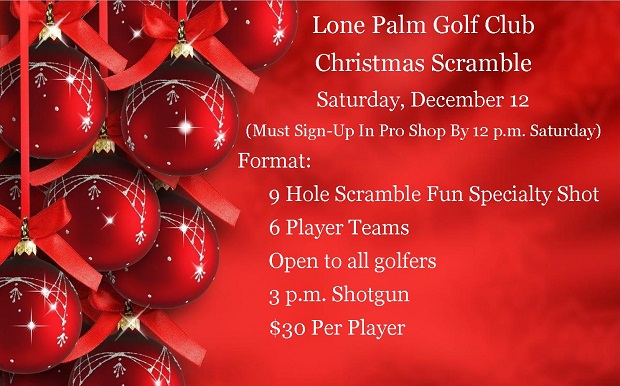 Lone Palm Golf Club
Christmas Scramble
Saturday, December 12
(Must Sign-Up In Pro Shop By 12 p.m. Saturday)
Format:
9 Hole Scramble Fun Specialty Shot
6 Player Teams
Open to all golfers
3 p.m. Shotgun
$30 Per Player